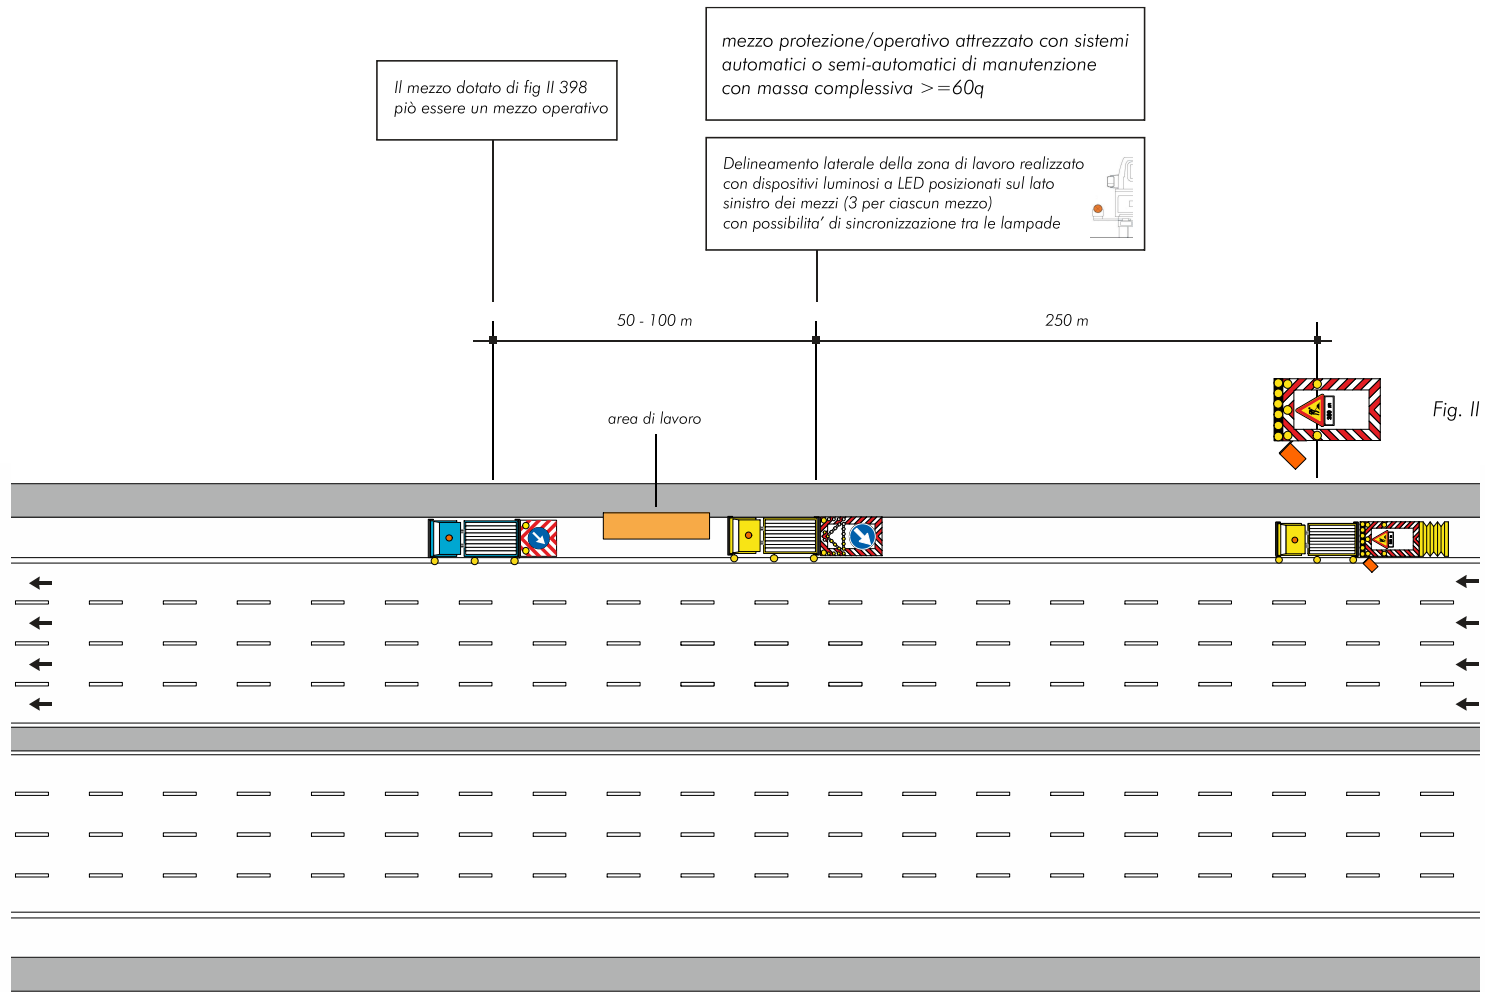 mezzo protezione/operativo attrezzato con sistemi
automatici o semi-automatici di manutenzione
con massa complessiva >=60q
Il mezzo dotato di fig II 398
piò essere un mezzo operativo
Delineamento laterale della zona di lavoro realizzato
con dispositivi luminosi a LED posizionati sul lato
sinistro dei mezzi (3 per ciascun mezzo)
con possibilita' di sincronizzazione tra le lampade
50 - 100 m
250 m
area di lavoro
Fig. II